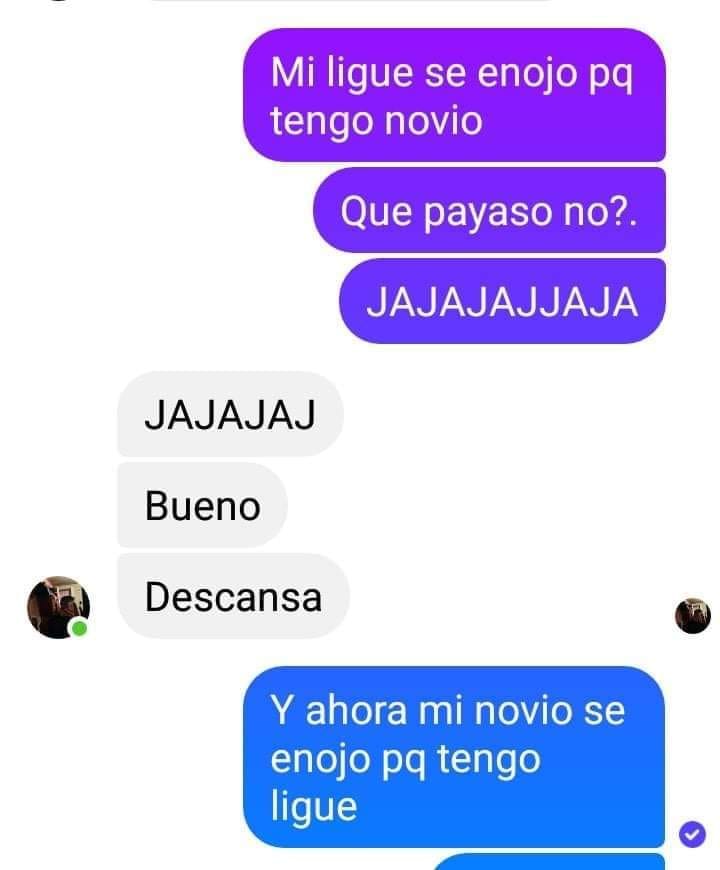 Mi ligue se enojo pq
tengo novio
Que payaso no?.
JAJAJAJJAJA
JAJAJAJ
Bueno
Descansa
Y ahora mi novio se
enojo pq tengo
ligue